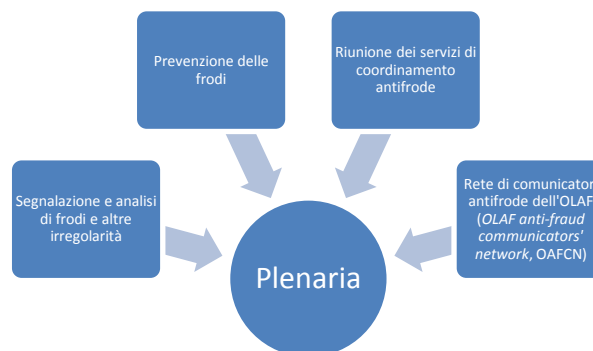 Prevenzione delle
frodi
Riunione dei servizi di
coordinamento
antifrode
Segnalazione e analisi
di frodi e altre
irregolarità
Rete di comunicatori
antifrode dell'OLAF
(OLAF anti-fraud
communicators'
network, OAFCN)
Plenaria